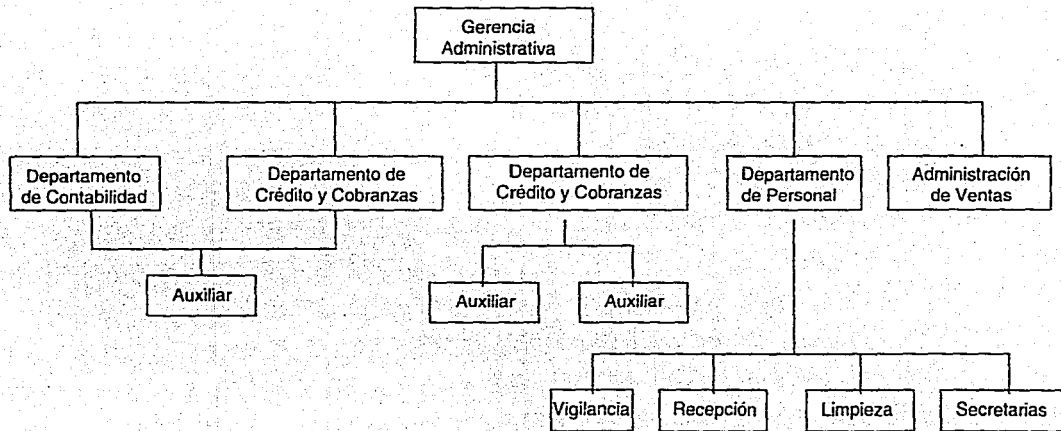 Gerencia
Administrativa
Departamento
de Contabilidad
Departamento de
Crédito y Cobranzas
Departamento de
Crédito y Cobranzas
Departamento
de Personal
Administración
de Ventas
Auxiliar
Auxiliar
Auxiliar
Vigilancia
Recepción
Limpieza
Secretarias